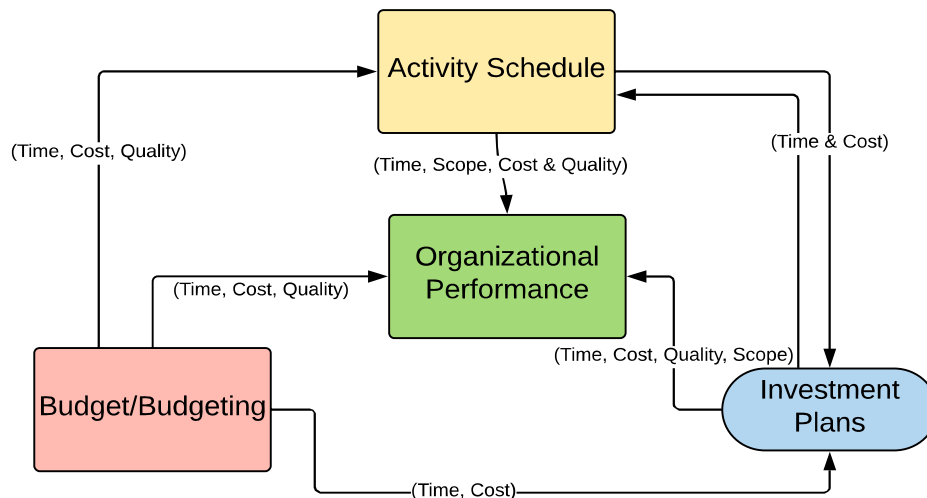 Activity Schedule
(Time, Cost, Quality)
(Time & Cost)
(Time, Scope, Cost & Quality)
Organizational
Performance
(Time, Cost, Quality)
(Time, Cost, Quality, Scope)
Budget/Budgeting
Investment
Plans
(Time, Cost)